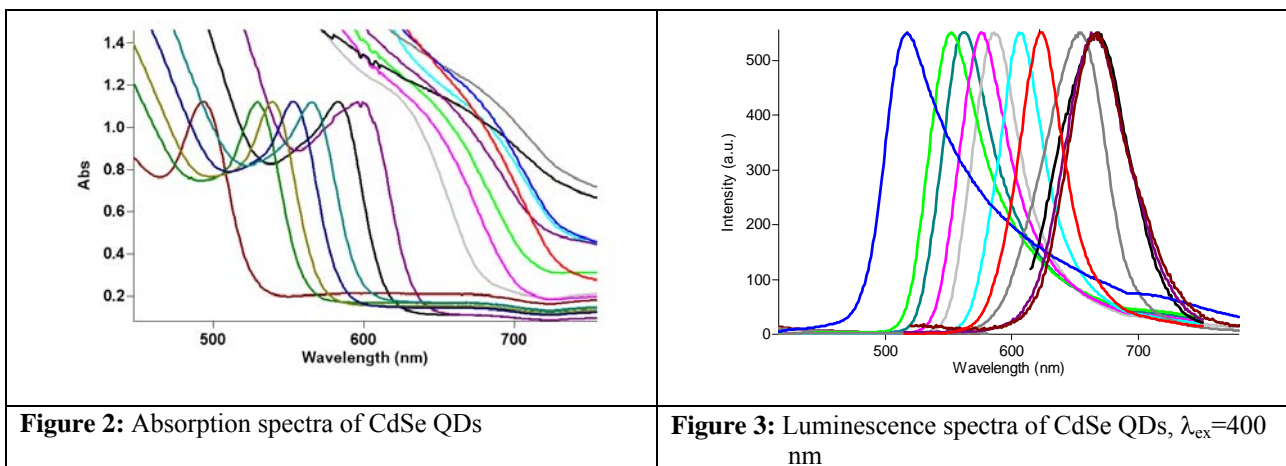 1.4
1.2
1.0
0.8
0.6
0.4
0.2
Abs
500
600
700
Wavelength (nm)
500
400
300
200
100
0
Intensity (a.u.)
500
600
700
Wavelength (nm)
Figure 2: Absorption spectra of CdSe QDs
Figure 3: Luminescence spectra of CdSe QDs, λex=400
nm